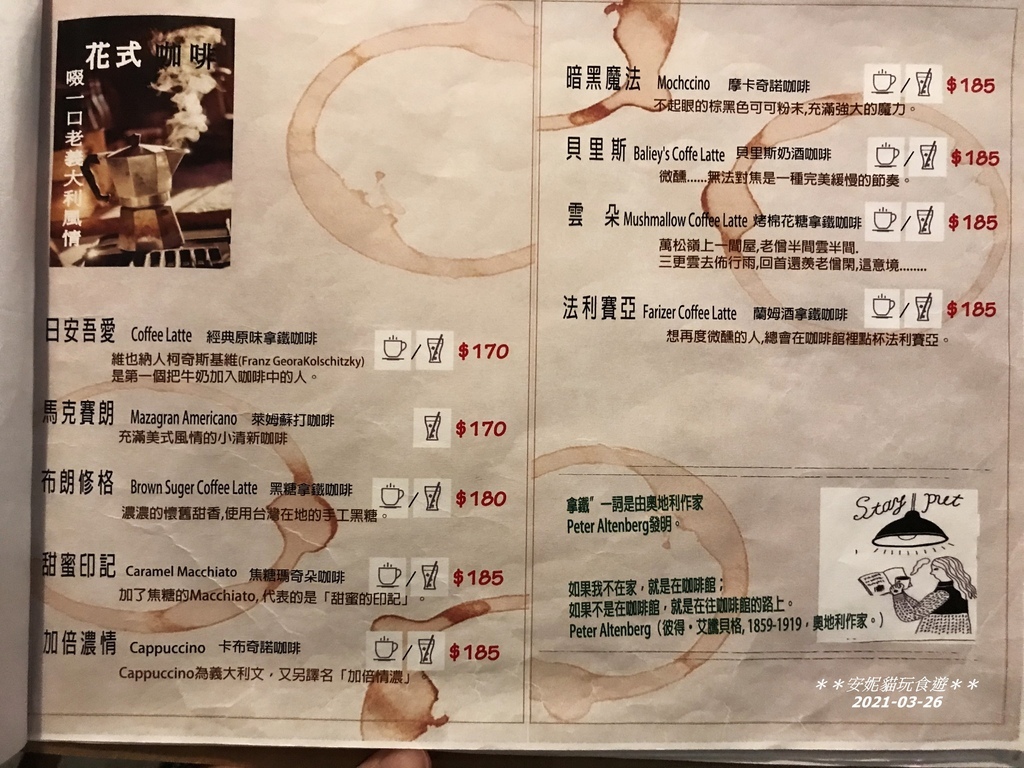 花式咖啡
啜一口老義大利風情
日安吾愛 Coffee Latte 經典原味拿鐵咖啡 / $170
維也納人柯奇斯基維(Franz GeoraKolschitzky)
是第一個把牛奶加入咖啡中的人。
馬克賽朗 Mazagran Americano 萊姆蘇打咖啡 $170
充滿美式風情的小清新咖啡
布朗修格 Brown Suger Coffee Latte 黑糖拿鐵咖啡 / $180
濃濃的懷舊甜香,使用台灣在地的手工黑糖。
甜蜜印記 Caramel Macchiato 焦糖瑪奇朵咖啡 / $185
加了焦糖的Macchiato, 代表的是「甜蜜的印記」。
加倍濃情 Cappuccino 卡布奇諾咖啡 / $185
Cappuccino為義大利文，又另譯名「加倍情濃」
暗黑魔法 Mochccino 摩卡奇諾咖啡 / $185
不起眼的棕黑色可可粉末,充滿強大的魔力。
貝里斯 Baliey's Coffe Latte 貝里斯奶酒咖啡 / $185
微醺......無法對焦是一種完美緩慢的節奏。
雲朵 Mushmallow Coffee Latte 烤棉花糖拿鐵咖啡 / $185
萬松嶺上一間屋,老僧半間雲半間.
三更雲去佈行雨,回首還羨老僧閑,這意境........
法利賽亞 Farizer Coffee Latte 蘭姆酒拿鐵咖啡 / $185
想再度微醺的人,總會在咖啡館裡點杯法利賽亞。
拿鐵”一詞是由奧地利作家
Peter Altenberg發明。
如果我不在家，就是在咖啡館；
如果不是在咖啡館，就是在往咖啡館的路上。
Peter Altenberg（彼得・艾騰貝格, 1859-1919，奧地利作家。）
Stay put
＊＊安妮貓玩食遊＊＊
2021-03-26